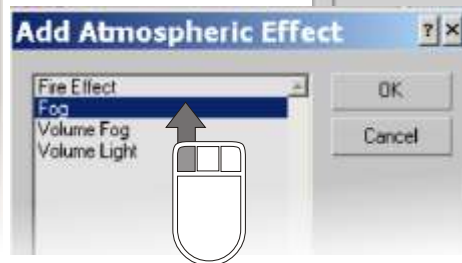 Add Atmospheric Effect ? ×
Fire Effect
Fog
Volume Fog
Volume Light
OK
Cancel